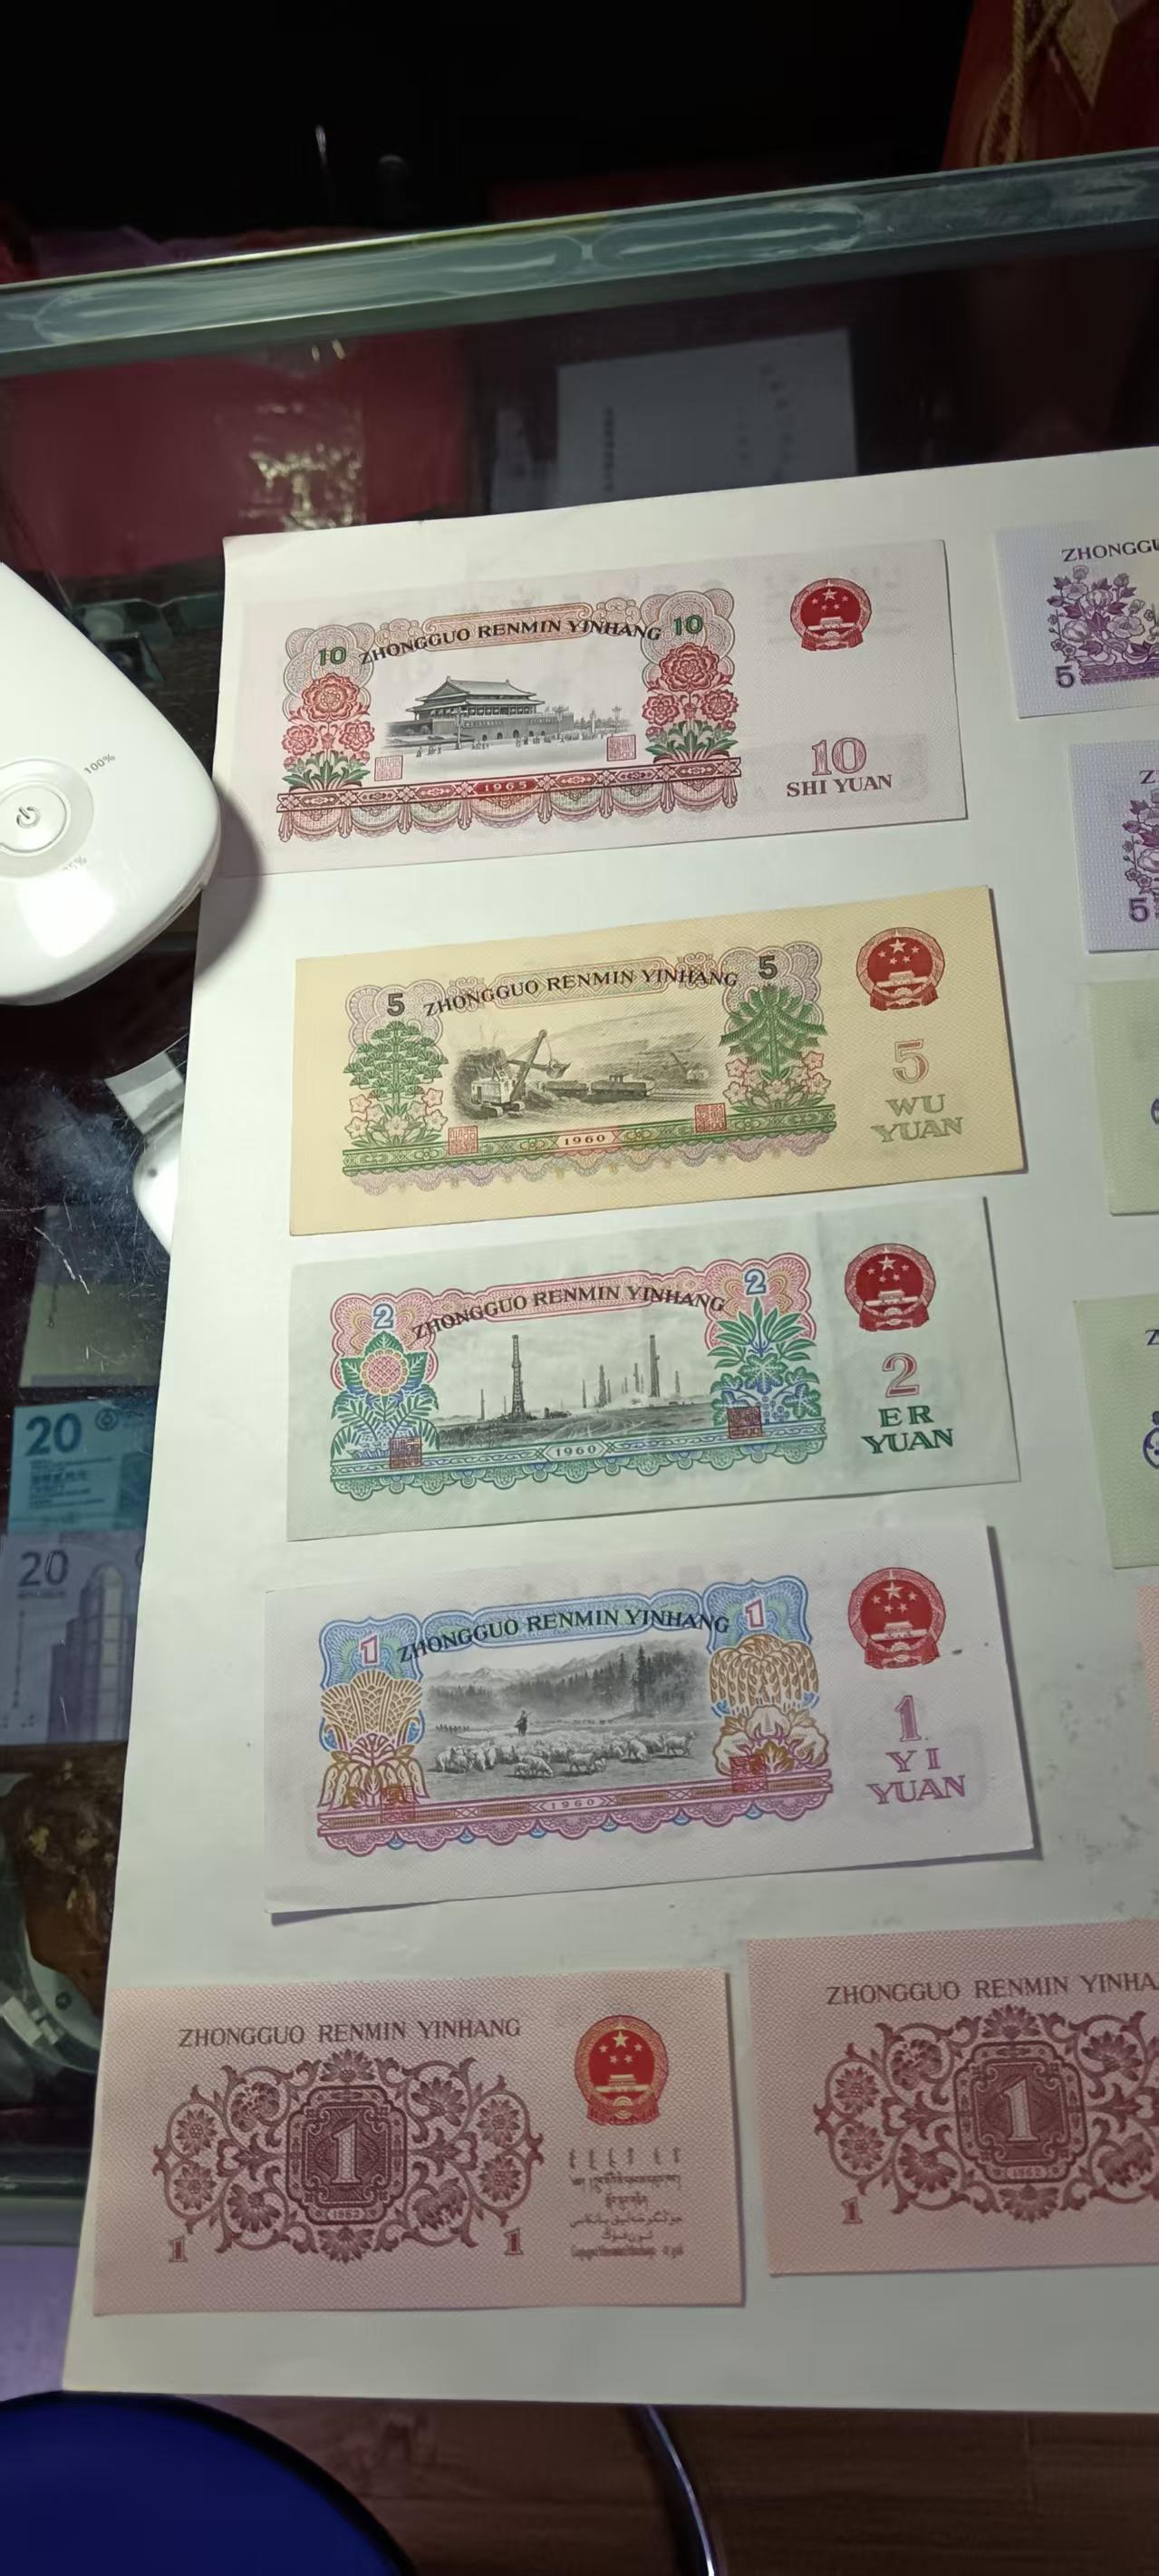 100%
10 ZHONGGUO RENMIN YINHANG 10
1965
10
SHI YUAN
ZHONGGU
5
Z
5
5 ZHONGGUO RENMIN YINHANG 5
1960
5
WU
YUAN
2 ZHONGGUO RENMIN YINHANG 2
1960
2
ER
YUAN
Z
20
20
1 ZHONGGUO RENMIN YINHANG 1
1960
1
YI
YUAN
ZHONGGUO RENMIN YINHANG
1
1962
1 1
ZHONGGUO RENMIN YINHA
1
1962
1